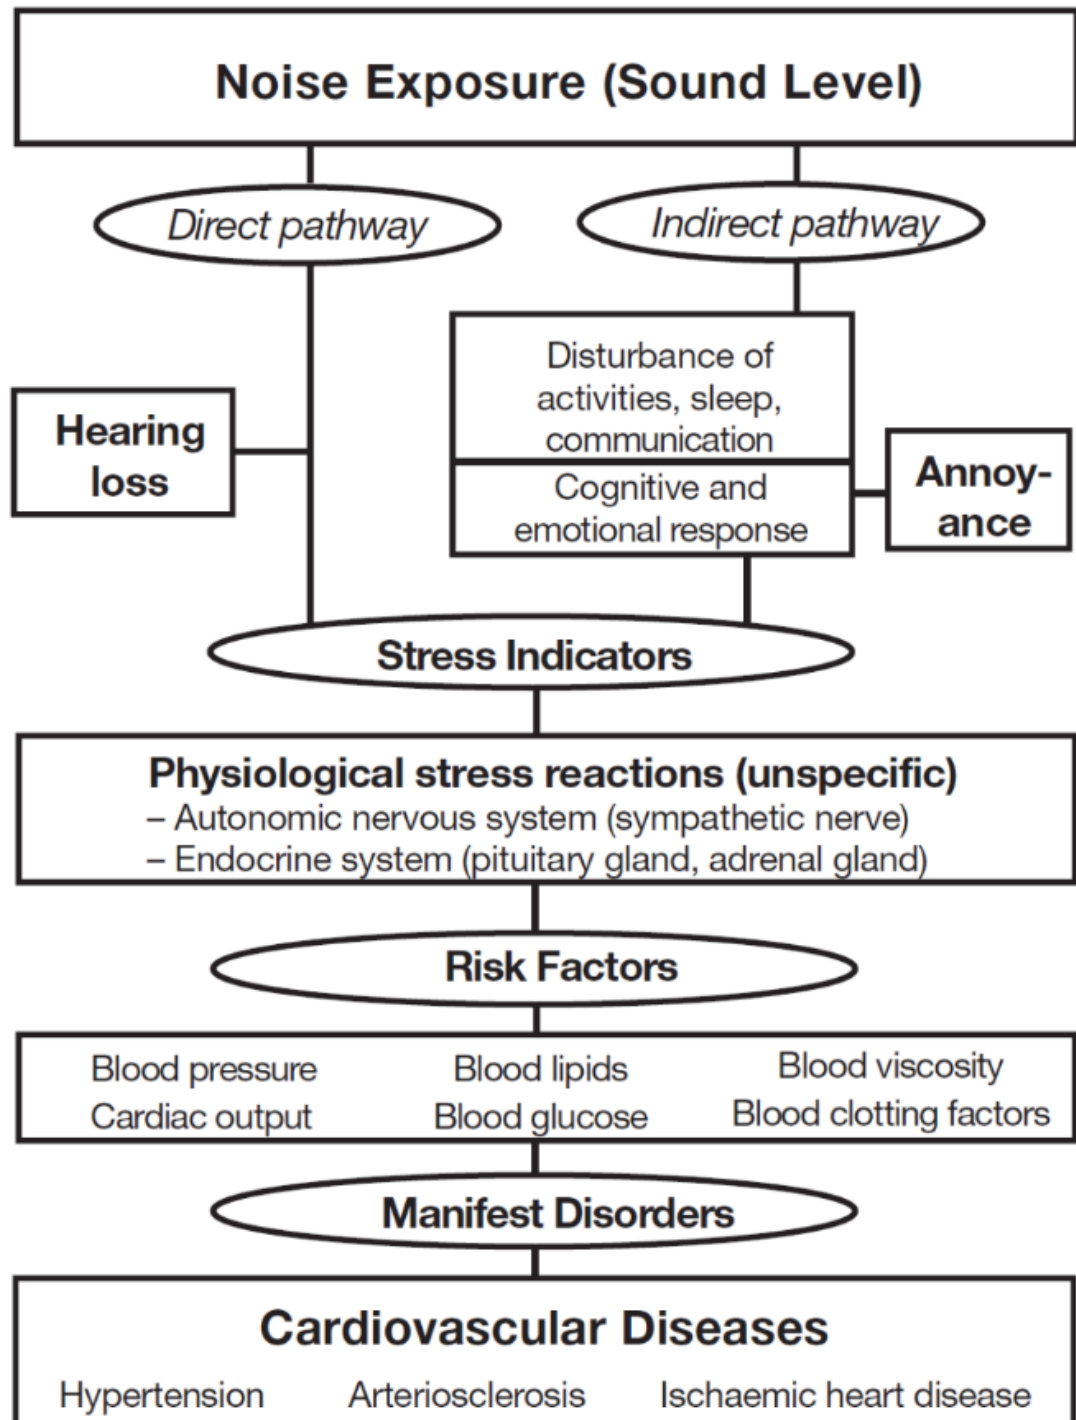 Noise Exposure (Sound Level)
Direct pathway
Indirect pathway
Disturbance of
activities, sleep,
communication
Hearing
loss
Cognitive and
emotional response
Annoy-
ance
Stress Indicators
Physiological stress reactions (unspecific)
– Autonomic nervous system (sympathetic nerve)
– Endocrine system (pituitary gland, adrenal gland)
Risk Factors
Blood pressure Blood lipids Blood viscosity
Cardiac output Blood glucose Blood clotting factors
Manifest Disorders
Cardiovascular Diseases
Hypertension Arteriosclerosis Ischaemic heart disease